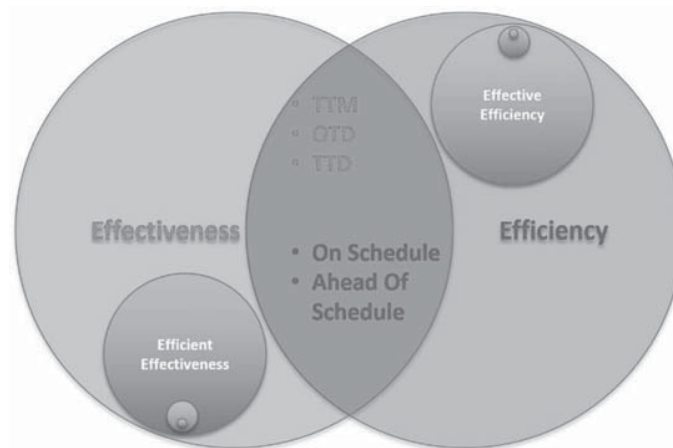 • TTM
• OTD
• TTD
Effective
Efficiency
Effectiveness
Efficiency
• On Schedule
• Ahead Of
Schedule
Efficient
Effectiveness